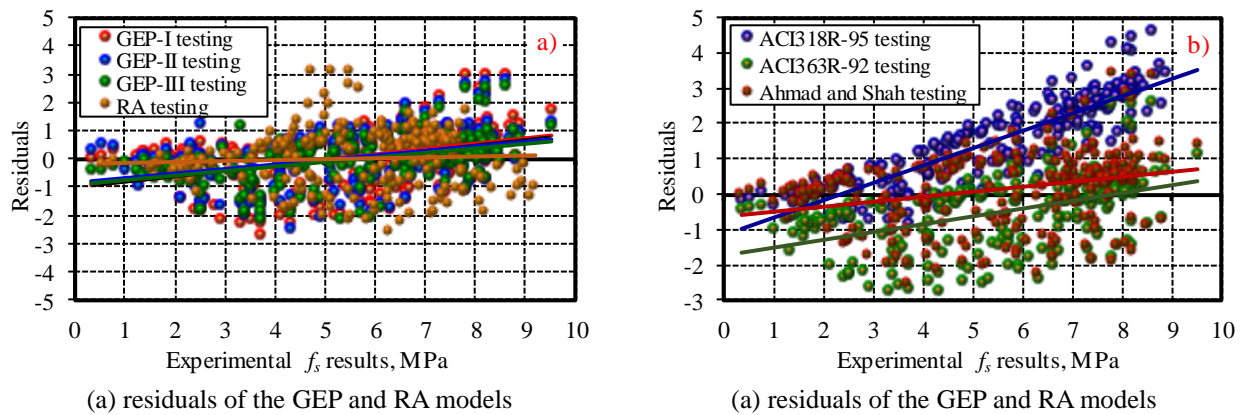 5
4
3
2
1
0
-1
-2
-3
-4
5
Residuals
GEP-I testing
GEP-II testing
GEP-III testing
RA testing
a)
0 1 2 3 4 5 6 7 8 9 10
Experimental fs results, MPa
(a) residuals of the GEP and RA models
5
4
3
2
1
0
-1
-2
-3
Residuals
ACI318R-95 testing
ACI363R-92 testing
Ahmad and Shah testing
b)
0 1 2 3 4 5 6 7 8 9 10
Experimental fs results, MPa
(a) residuals of the GEP and RA models